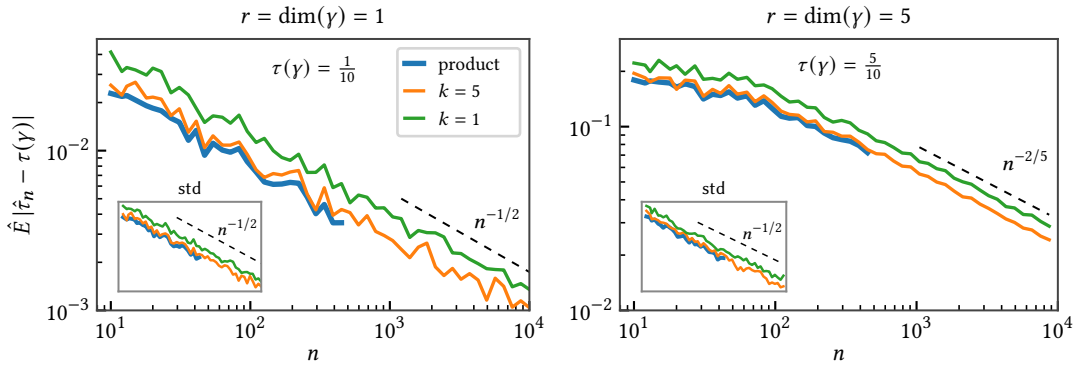 r = dim(γ) = 1
r = dim(γ) = 5
Ê |τ̂ₙ − τ(γ)|
τ(γ) = 1/10
product
k = 5
k = 1
10⁻²
10⁻³
std
n^{−1/2}
n^{−1/2}
10¹
10²
10³
10⁴
n
τ(γ) = 5/10
10⁻¹
10⁻²
n^{−2/5}
std
n^{−1/2}
10¹
10²
10³
10⁴
n